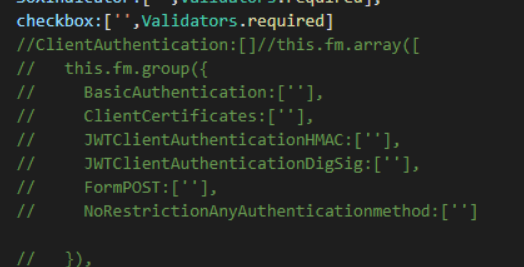 checkbox:['',Validators.required]
//ClientAuthentication:[]//this.fm.array([
//   this.fm.group({
//     BasicAuthentication:[''],
//     ClientCertificates:[''],
//     JWTClientAuthenticationHMAC:[''],
//     JWTClientAuthenticationDigSig:[''],
//     FormPOST:[''],
//     NoRestrictionAnyAuthenticationmethod:['']
//   }),